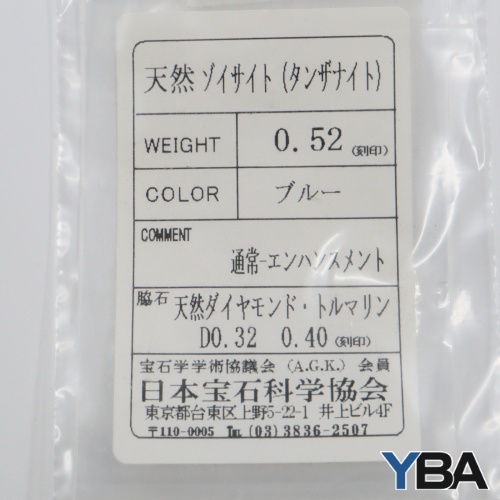 天然 ゾイサイト (タンザナイト)
WEIGHT 0.52 (刻印)
COLOR ブルー
COMMENT
通常-エンハンスメント
脇石 天然ダイヤモンド・トルマリン
D0.32 0.40 (刻印)
宝石学学術協議会 (A.G.K.) 会員
日本宝石科学協会
東京都台東区上野5-22-1 井上ビル4F
〒110-0005 TEL (03)3836-2507
YBA